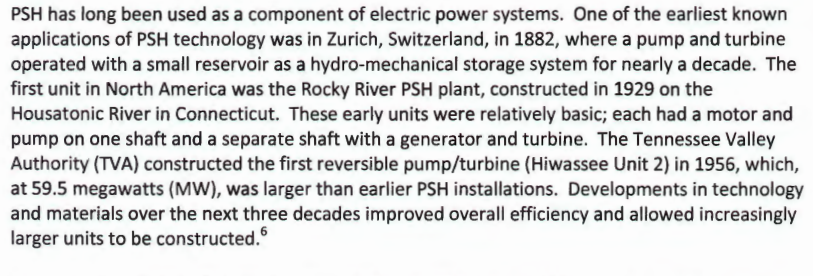 PSH has long been used as a component of electric power systems.  One of the earliest known
applications of PSH technology was in Zurich, Switzerland, in 1882, where a pump and turbine
operated with a small reservoir as a hydro-mechanical storage system for nearly a decade.  The
first unit in North America was the Rocky River PSH plant, constructed in 1929 on the
Housatonic River in Connecticut.  These early units were relatively basic; each had a motor and
pump on one shaft and a separate shaft with a generator and turbine.  The Tennessee Valley
Authority (TVA) constructed the first reversible pump/turbine (Hiwassee Unit 2) in 1956, which,
at 59.5 megawatts (MW), was larger than earlier PSH installations.  Developments in technology
and materials over the next three decades improved overall efficiency and allowed increasingly
larger units to be constructed.⁶